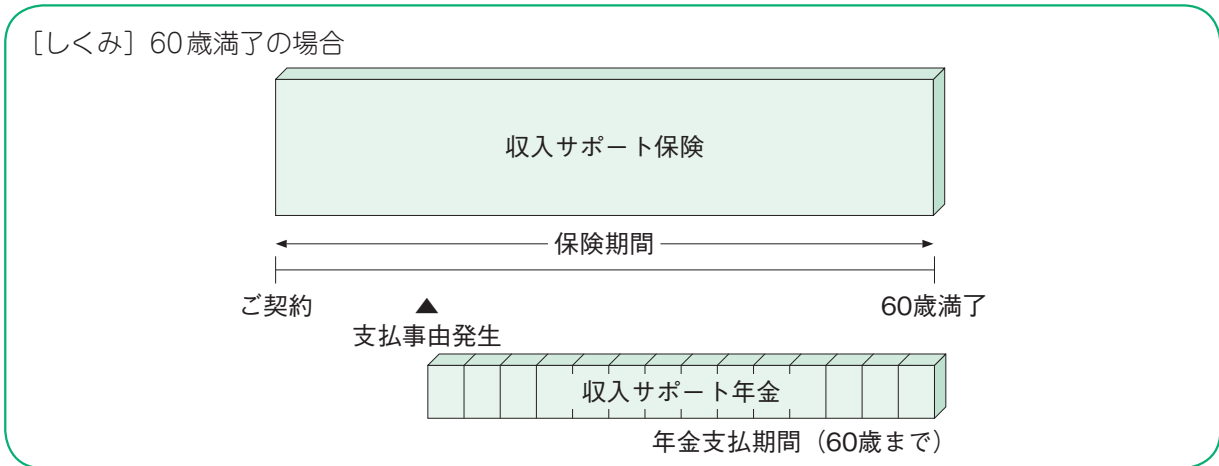 ［しくみ］60歳満了の場合
収入サポート保険
保険期間
ご契約
60歳満了
▲
支払事由発生
収入サポート年金
年金支払期間（60歳まで）